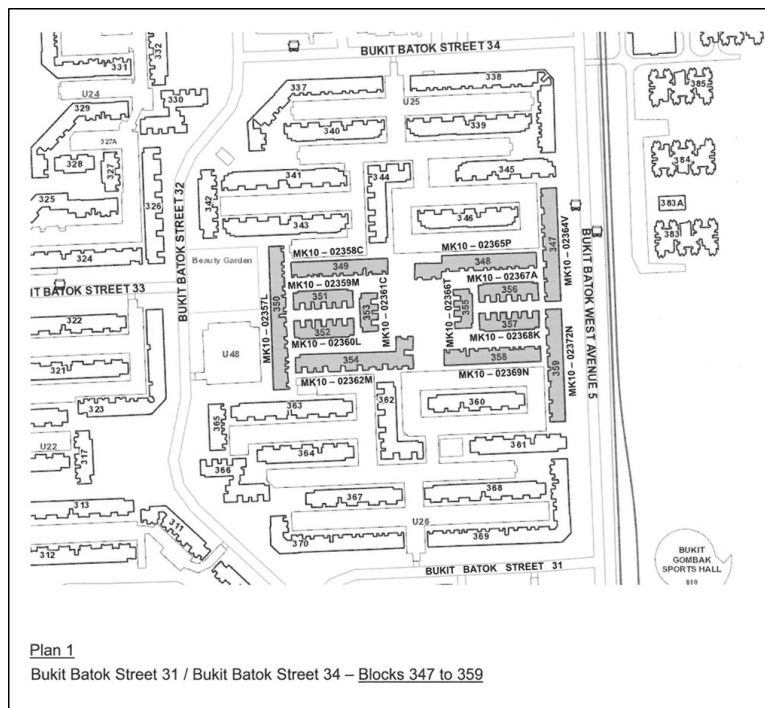 BUKIT BATOK STREET 34
332
331
U24
330
329
327A
328
327
326
325
324
337
U25
338
340
339
341
344
345
342
343
346
385
384
383A
383
BUKIT BATOK STREET 32
MK10 – 02358C
MK10 – 02365P
347
MK10 – 02364V
Beauty Garden
349
348
MK10 – 02359M
MK10 – 02367A
BUKIT BATOK STREET 33
MK10 – 02357L
350
351
353
MK10 – 02361C
MK10 – 02366T
355
356
357
352
MK10 – 02360L
MK10 – 02368K
BUKIT BATOK WEST AVENUE 5
322
U48
354
358
359
MK10 – 02372N
321
MK10 – 02362M
MK10 – 02369N
323
365
363
362
360
U22
317
364
361
366
367
368
313
311
U26
312
370
369
BUKIT BATOK STREET 31
BUKIT
GOMBAK
SPORTS HALL
810
Plan 1
Bukit Batok Street 31 / Bukit Batok Street 34 – Blocks 347 to 359